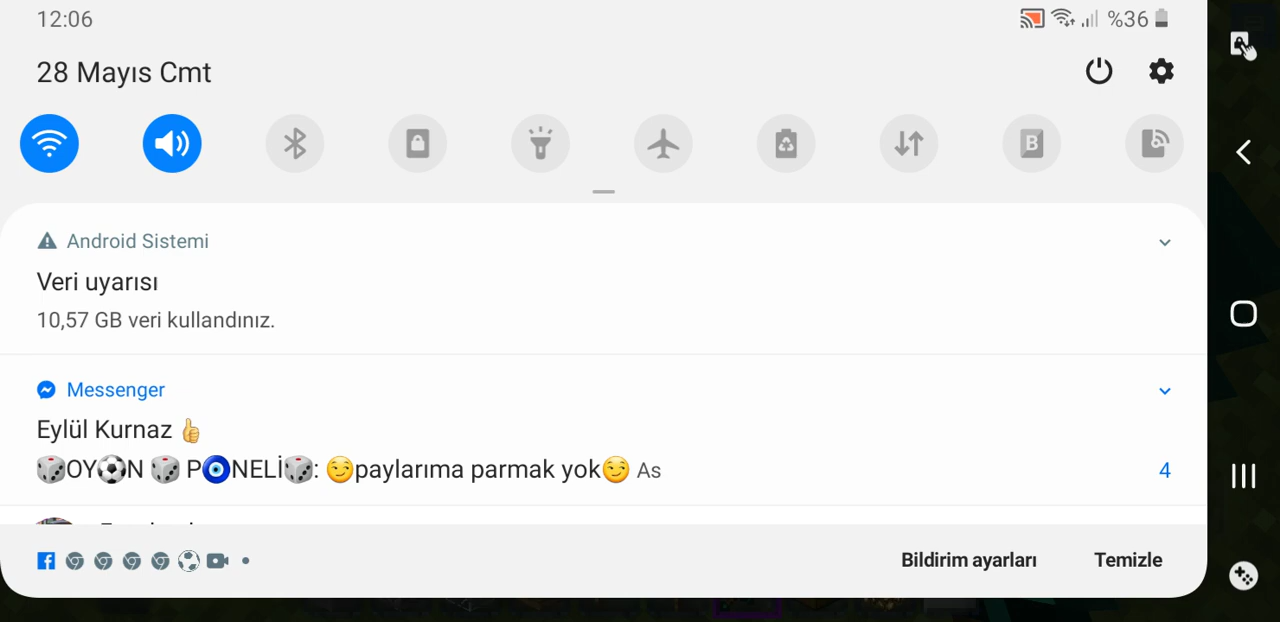 12:06
%36
28 Mayıs Cmt
Android Sistemi
Veri uyarısı
10,57 GB veri kullandınız.
Messenger
Eylül Kurnaz 👍
🎲OY⚽N 🎲 P🧿NELİ🎲: 😏paylarıma parmak yok😏 As
4
Bildirim ayarları
Temizle